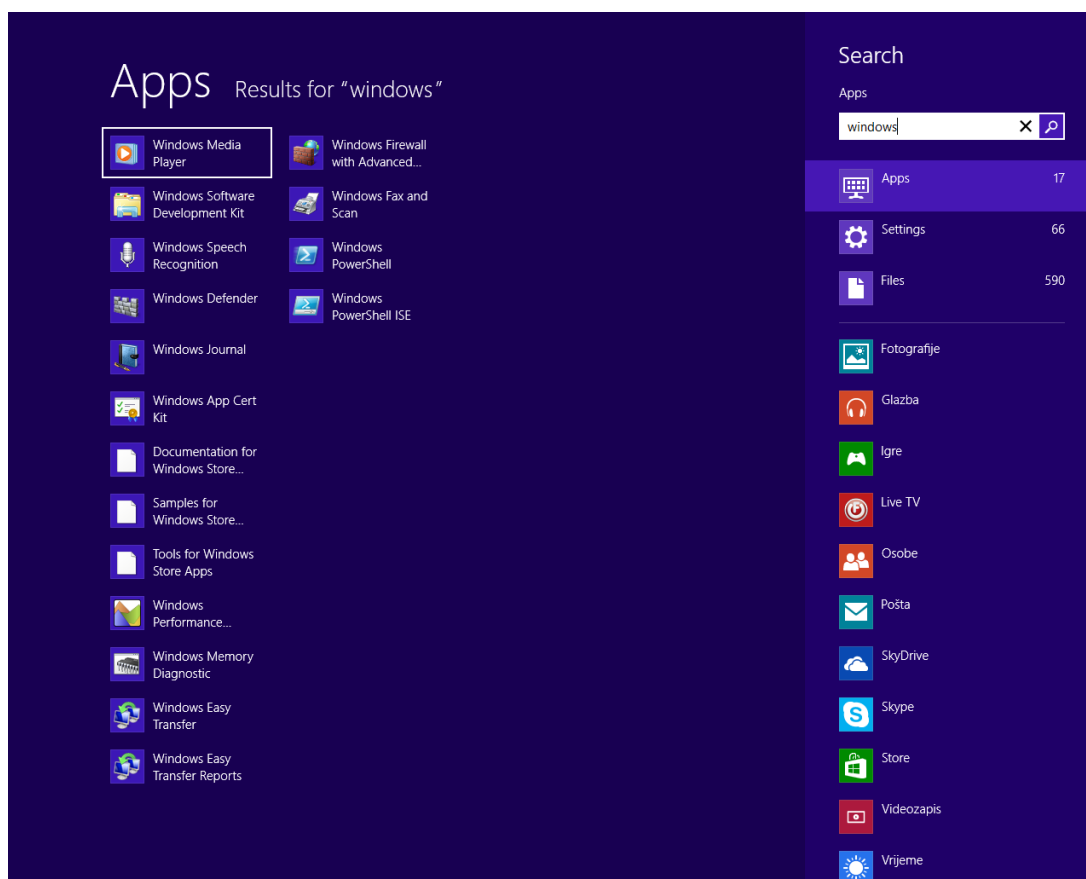 Apps Results for “windows”
Windows Media
Player
Windows Software
Development Kit
Windows Speech
Recognition
Windows Defender
Windows Journal
Windows App Cert
Kit
Documentation for
Windows Store...
Samples for
Windows Store...
Tools for Windows
Store Apps
Windows
Performance...
Windows Memory
Diagnostic
Windows Easy
Transfer
Windows Easy
Transfer Reports
Windows Firewall
with Advanced...
Windows Fax and
Scan
Windows
PowerShell
Windows
PowerShell ISE
Search
Apps
windows
Apps 17
Settings 66
Files 590
Fotografije
Glazba
Igre
Live TV
Osobe
Pošta
SkyDrive
Skype
Store
Videozapis
Vrijeme